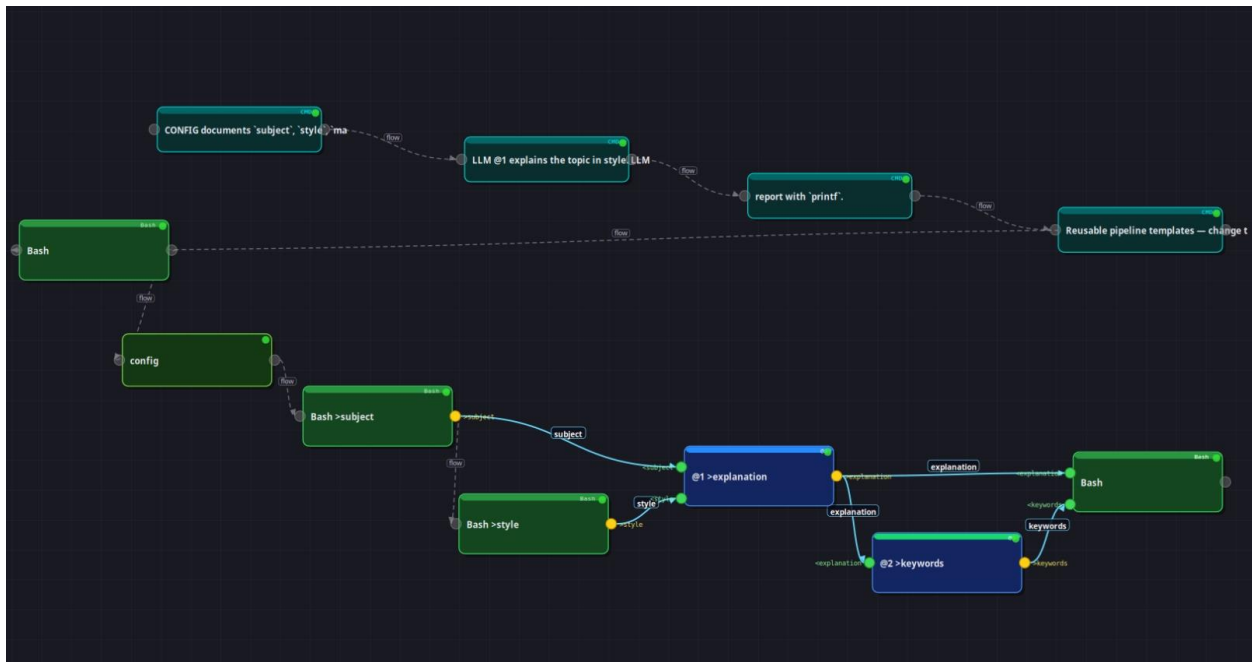 CMD
CONFIG documents `subject`, `style`, `ma
flow
CMD
LLM @1 explains the topic in style. LLM
flow
CMD
report with `printf`.
flow
CMD
Reusable pipeline templates — change t
Bash
Bash
flow
flow
config
flow
Bash
Bash >subject
>subject
subject
flow
Bash
Bash >style
>style
style
<subject
@1 >explanation
>explanation
explanation
explanation
<explanation
@2 >keywords
>keywords
keywords
Bash
<explanation
Bash
<keywords